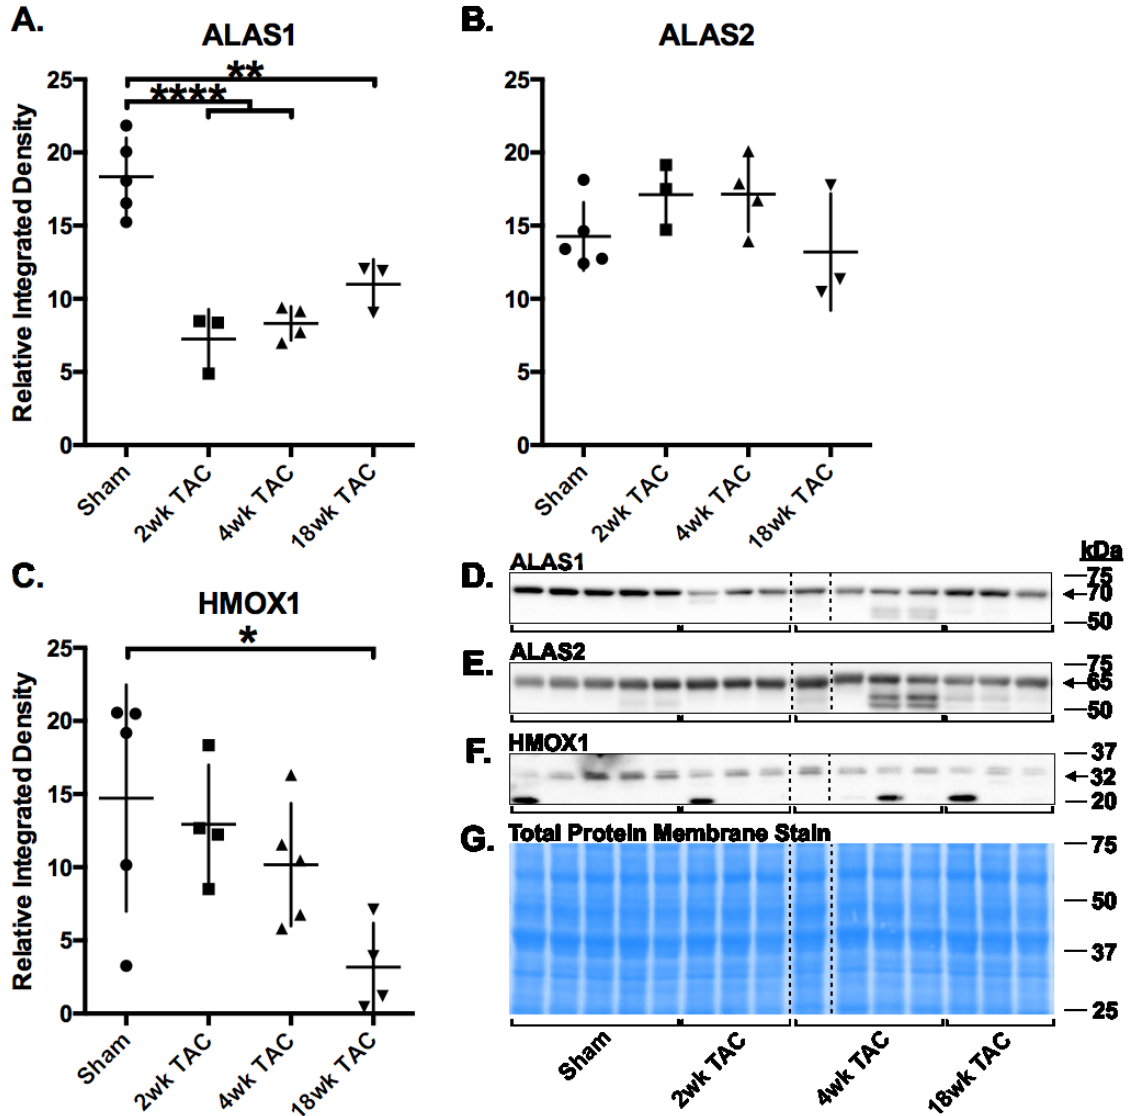 A.
ALAS1
**
****
Relative Integrated Density
25
20
15
10
5
0
Sham
2wk TAC
4wk TAC
18wk TAC
B.
ALAS2
25
20
15
10
5
0
Sham
2wk TAC
4wk TAC
18wk TAC
C.
HMOX1
*
Relative Integrated Density
25
20
15
10
5
0
Sham
2wk TAC
4wk TAC
18wk TAC
kDa
D.
ALAS1
75
70
50
E.
ALAS2
75
65
50
F.
HMOX1
37
32
20
G.
Total Protein Membrane Stain
75
50
37
25
Sham
2wk TAC
4wk TAC
18wk TAC